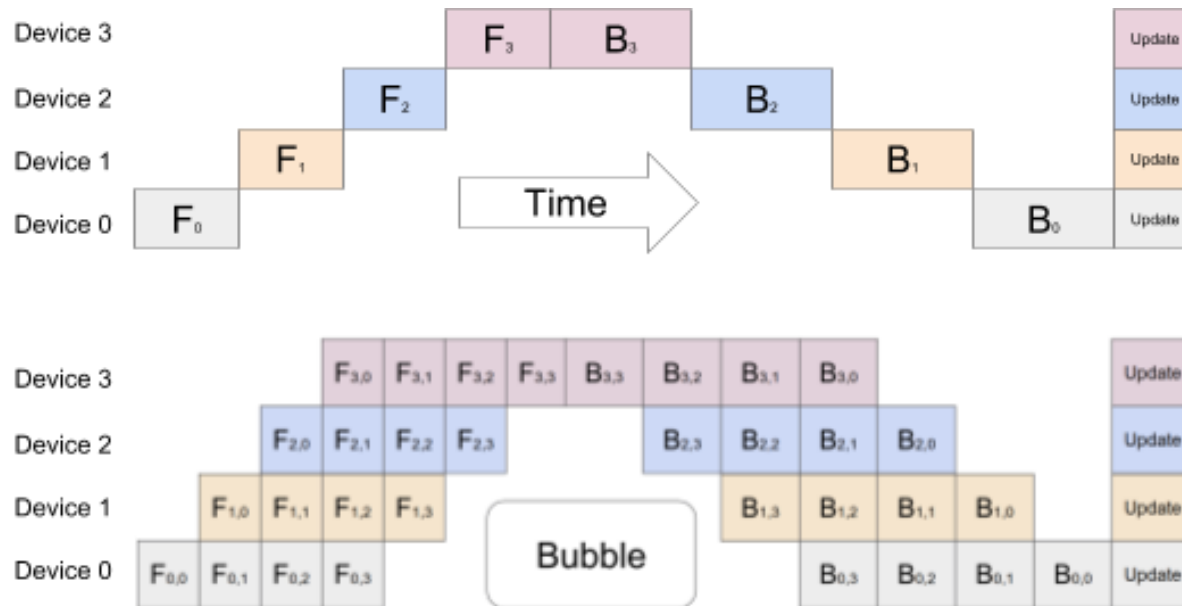 Device 3 F3 B3 Update
Device 2 F2 B2 Update
Device 1 F1 B1 Update
Time
Device 0 F0 B0 Update
Device 3 F3,0 F3,1 F3,2 F3,3 B3,3 B3,2 B3,1 B3,0 Update
Device 2 F2,0 F2,1 F2,2 F2,3 B2,3 B2,2 B2,1 B2,0 Update
Device 1 F1,0 F1,1 F1,2 F1,3 B1,3 B1,2 B1,1 B1,0 Update
Bubble
Device 0 F0,0 F0,1 F0,2 F0,3 B0,3 B0,2 B0,1 B0,0 Update